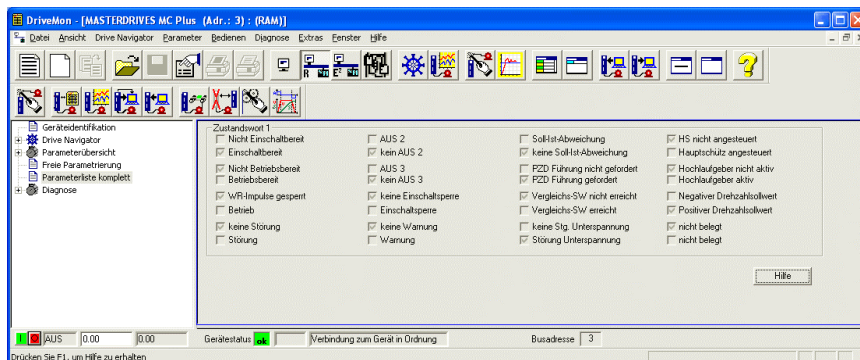 DriveMon - [MASTERDRIVES MC Plus (Adr.: 3) : (RAM)]
Datei Ansicht Drive Navigator Parameter Bedienen Diagnose Extras Fenster Hilfe
Geräteidentifikation
Drive Navigator
Parameterübersicht
Freie Parametrierung
Parameterliste komplett
Diagnose
Zustandswort 1
Nicht Einschaltbereit
Einschaltbereit
Nicht Betriebsbereit
Betriebsbereit
WR-Impulse gesperrt
Betrieb
keine Störung
Störung
AUS 2
kein AUS 2
AUS 3
kein AUS 3
keine Einschaltsperre
Einschaltsperre
keine Warnung
Warnung
Soll-Ist-Abweichung
keine Soll-Ist-Abweichung
PZD Führung nicht gefordert
PZD Führung gefordert
Vergleichs-SW nicht erreicht
Vergleichs-SW erreicht
keine Stg. Unterspannung
Störung Unterspannung
HS nicht angesteuert
Hauptschütz angesteuert
Hochlaufgeber nicht aktiv
Hochlaufgeber aktiv
Negativer Drehzahlsollwert
Positiver Drehzahlsollwert
nicht belegt
nicht belegt
Hilfe
AUS 0.00 0.00 Gerätestatus ok Verbindung zum Gerät in Ordnung Busadresse 3
Drücken Sie F1, um Hilfe zu erhalten